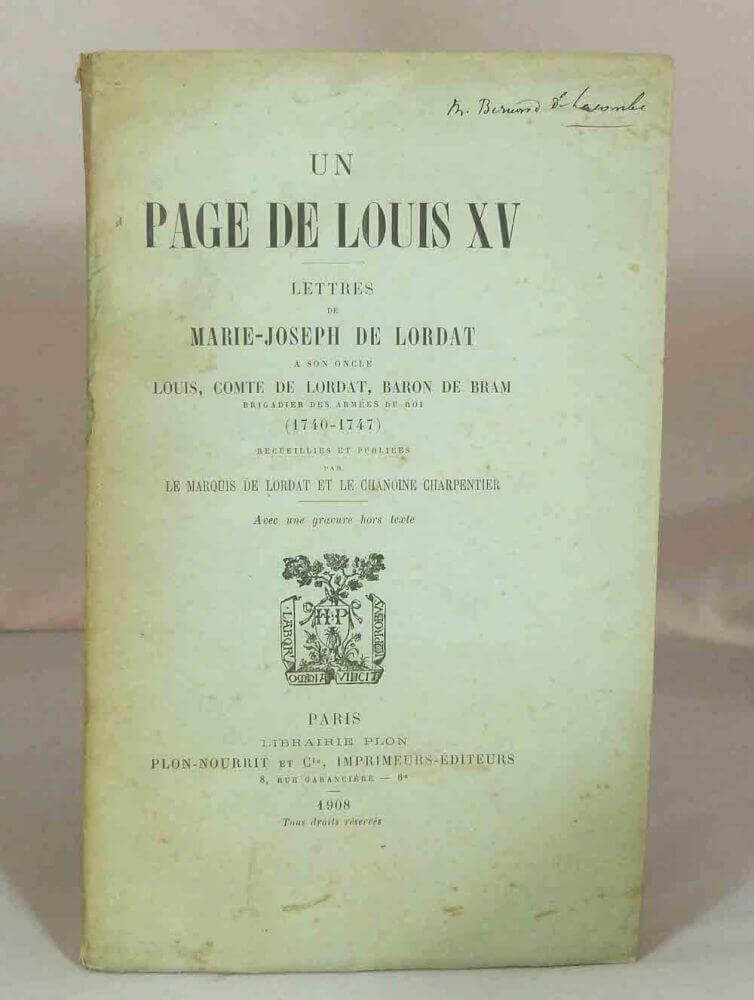 M. Bernard de Lacombe
UN
PAGE DE LOUIS XV
LETTRES
DE
MARIE-JOSEPH DE LORDAT
A SON ONCLE
LOUIS, COMTE DE LORDAT, BARON DE BRAM
BRIGADIER DES ARMÉES DU ROI
(1740-1747)
RECUEILLIES ET PUBLIÉES
PAR
LE MARQUIS DE LORDAT ET LE CHANOINE CHARPENTIER
Avec une gravure hors texte
H·P
LABOR
IMPROBVS
OMNIA VINCIT
PARIS
LIBRAIRIE PLON
PLON-NOURRIT ET Cie, IMPRIMEURS-ÉDITEURS
8, RUE GARANCIÈRE — 6e
1908
Tous droits réservés